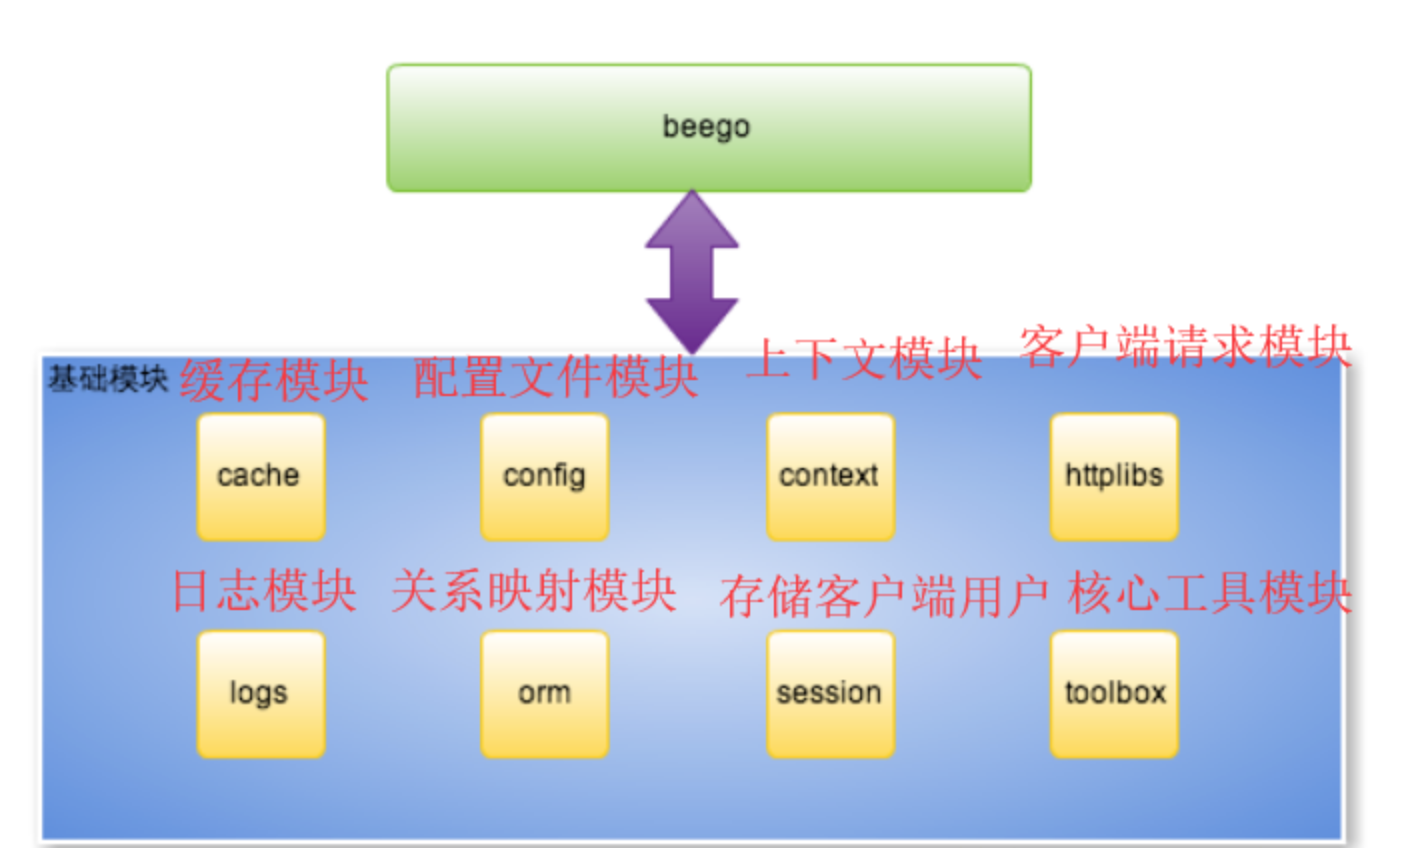 beego
基础模块 缓存模块 配置文件模块 上下文模块 客户端请求模块
cache config context httplibs
日志模块 关系映射模块 存储客户端用户 核心工具模块
logs orm session toolbox